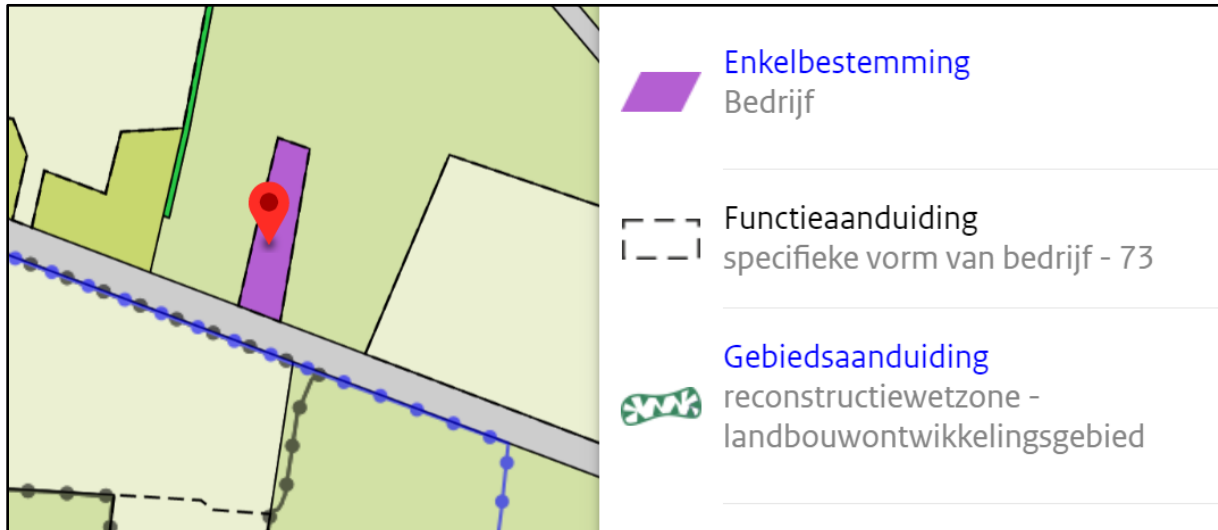 Enkelbestemming
Bedrijf
Functieaanduiding
specifieke vorm van bedrijf - 73
Gebiedsaanduiding
reconstructiewetzone -
landbouwontwikkelingsgebied